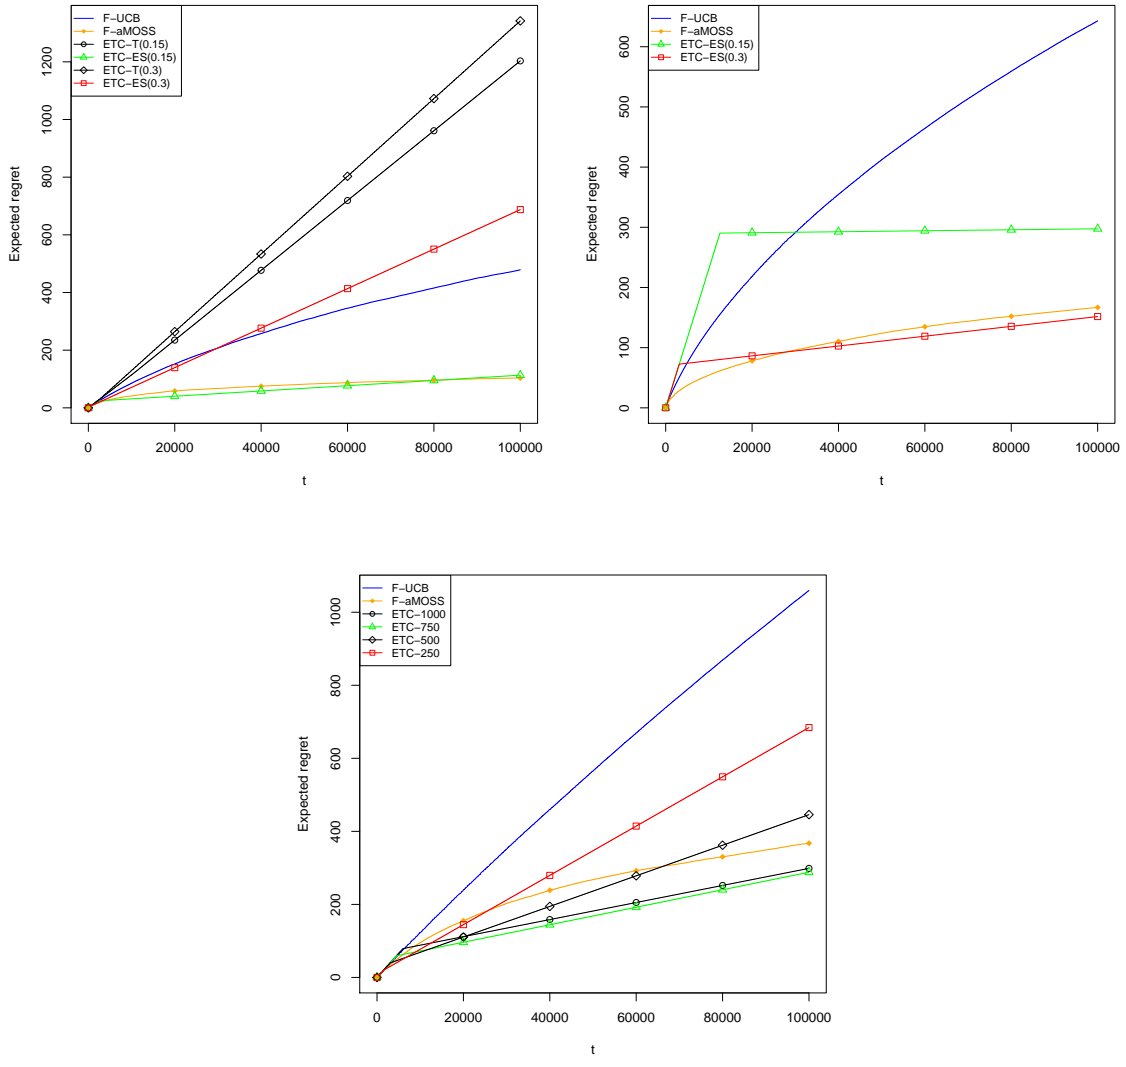 F−UCB
F−aMOSS
ETC−T(0.15)
ETC−ES(0.15)
ETC−T(0.3)
ETC−ES(0.3)
Expected regret
0 200 400 600 800 1000 1200
0 20000 40000 60000 80000 100000
t
F−UCB
F−aMOSS
ETC−ES(0.15)
ETC−ES(0.3)
Expected regret
0 100 200 300 400 500 600
0 20000 40000 60000 80000 100000
t
F−UCB
F−aMOSS
ETC−1000
ETC−750
ETC−500
ETC−250
Expected regret
0 200 400 600 800 1000
0 20000 40000 60000 80000 100000
t